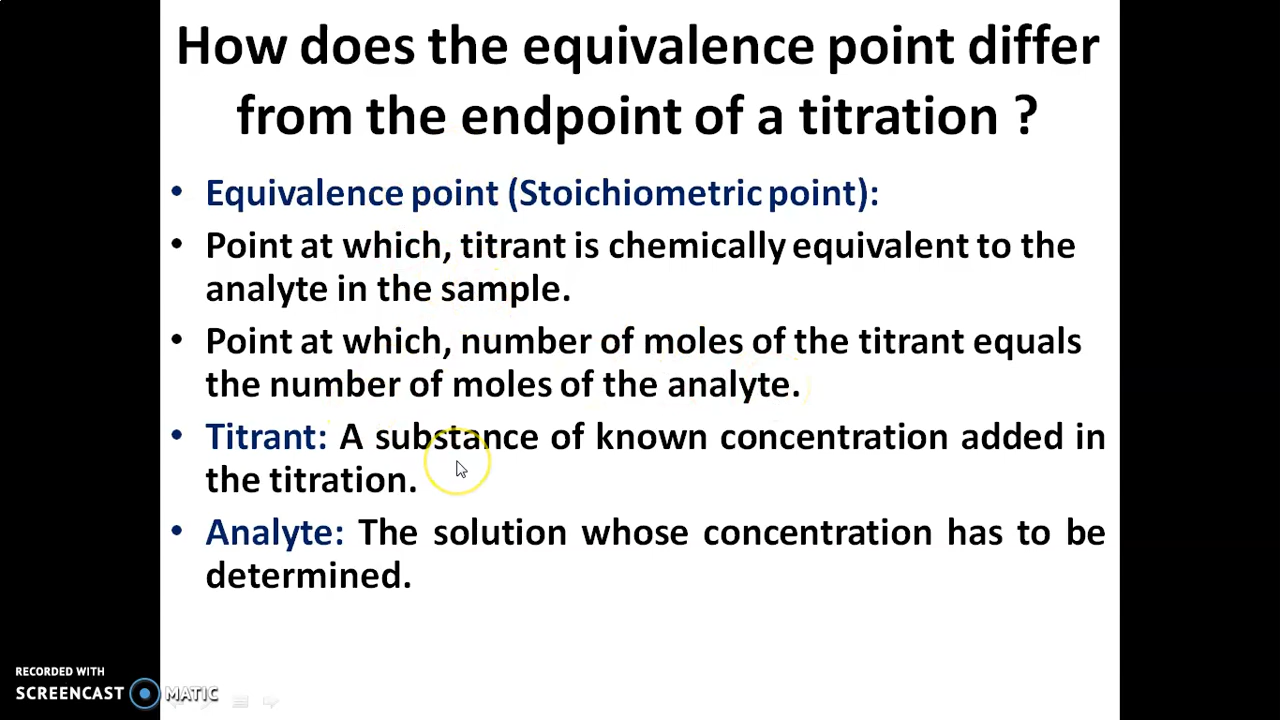 How does the equivalence point differ
from the endpoint of a titration ?
• Equivalence point (Stoichiometric point):
• Point at which, titrant is chemically equivalent to the
analyte in the sample.
• Point at which, number of moles of the titrant equals
the number of moles of the analyte.
• Titrant: A substance of known concentration added in
the titration.
• Analyte: The solution whose concentration has to be
determined.
RECORDED WITH
SCREENCAST MATIC